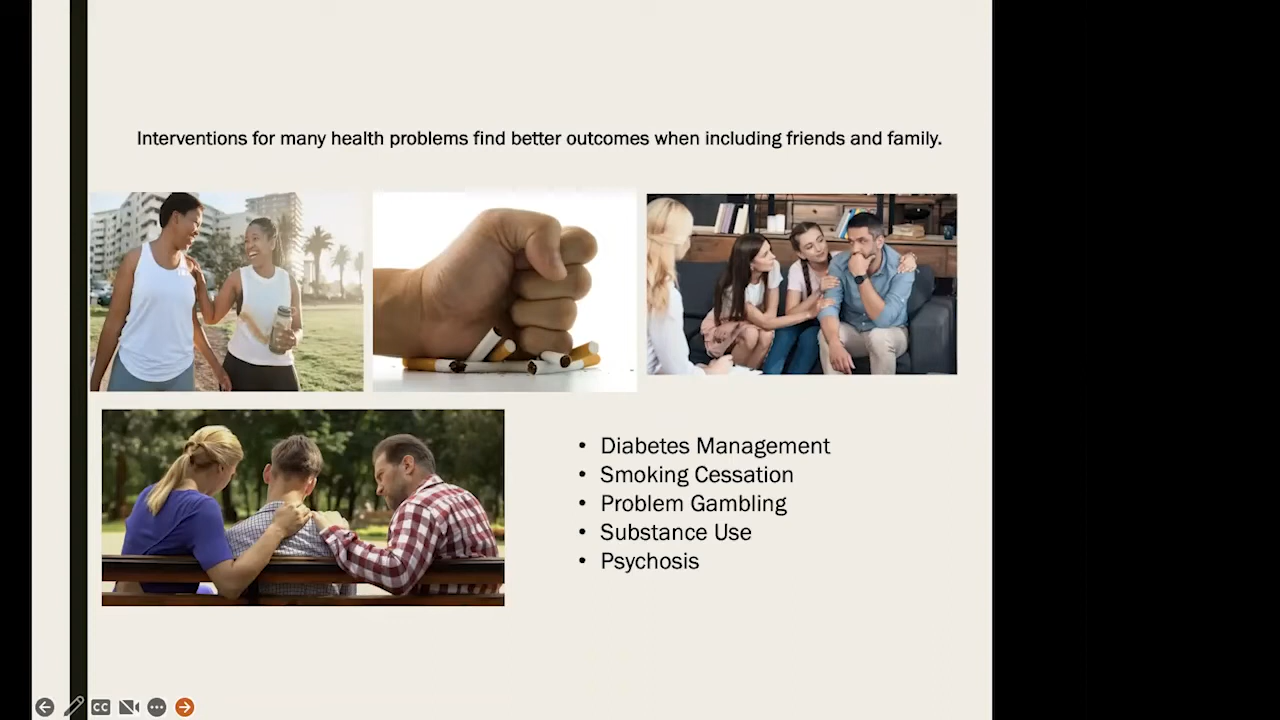 Interventions for many health problems find better outcomes when including friends and family.
• Diabetes Management
• Smoking Cessation
• Problem Gambling
• Substance Use
• Psychosis
CC